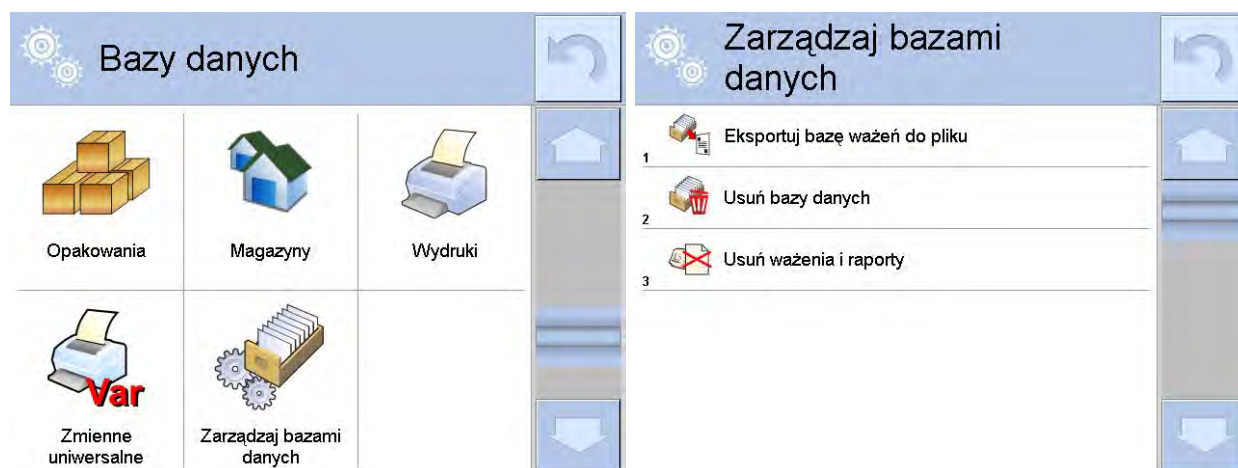 Bazy danych
Opakowania
Magazyny
Wydruki
Var
Zmienne
uniwersalne
Zarządzaj bazami
danych
Zarządzaj bazami
danych
1
Eksportuj bazę ważeń do pliku
2
Usuń bazy danych
3
Usuń ważenia i raporty